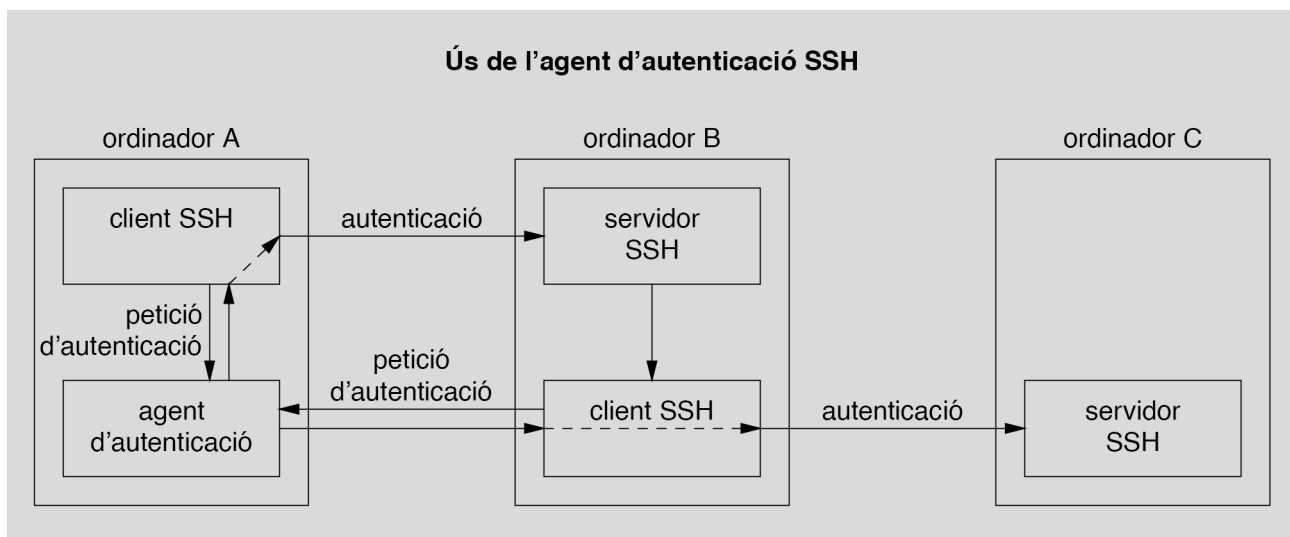 Ús de l’agent d’autenticació SSH
ordinador A
ordinador B
ordinador C
client SSH
autenticació
servidor
SSH
petició
d’autenticació
petició
d’autenticació
agent
d’autenticació
client SSH
autenticació
servidor
SSH